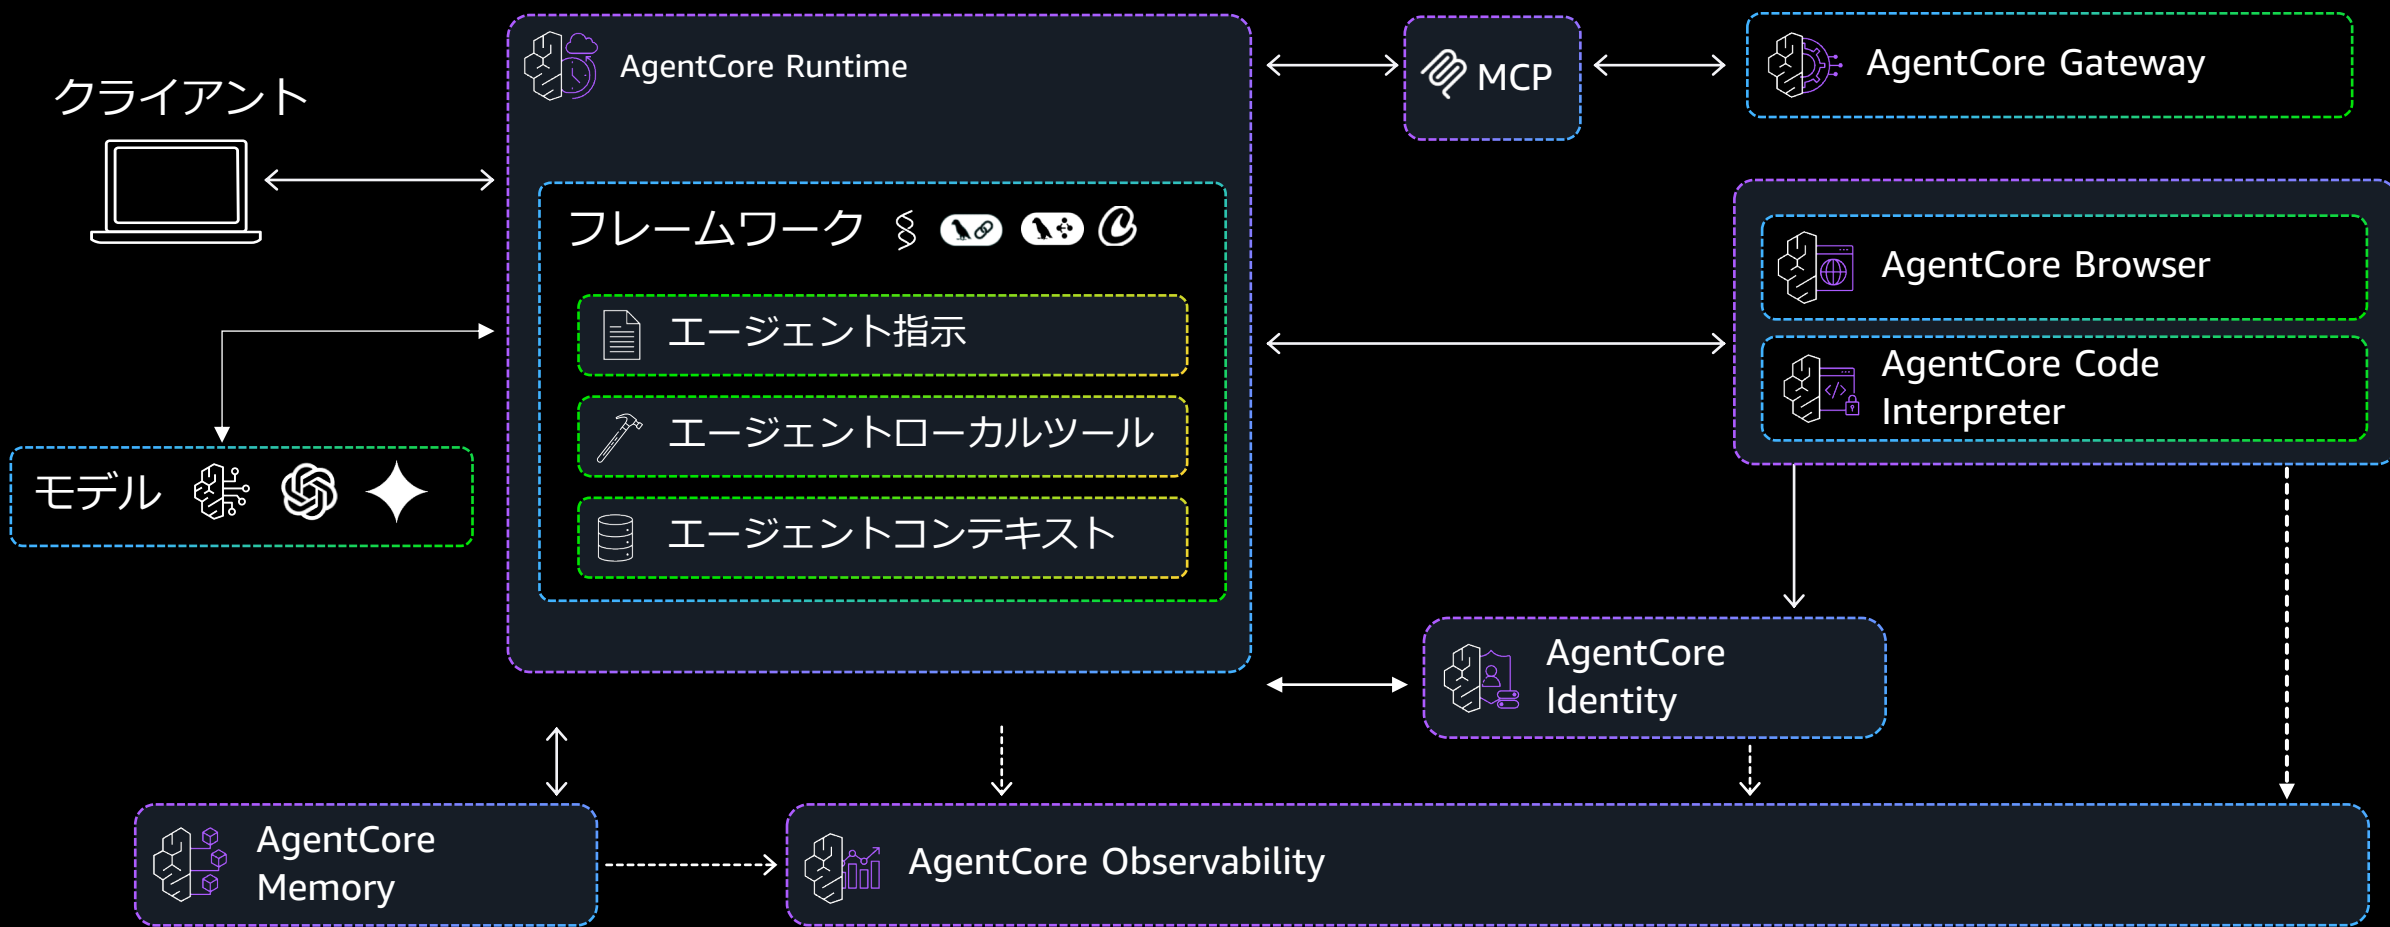 クライアント
AgentCore Runtime
MCP
AgentCore Gateway
フレームワーク
エージェント指示
エージェントローカルツール
エージェントコンテキスト
モデル
AgentCore Browser
AgentCore Code
Interpreter
AgentCore
Identity
AgentCore
Memory
AgentCore Observability